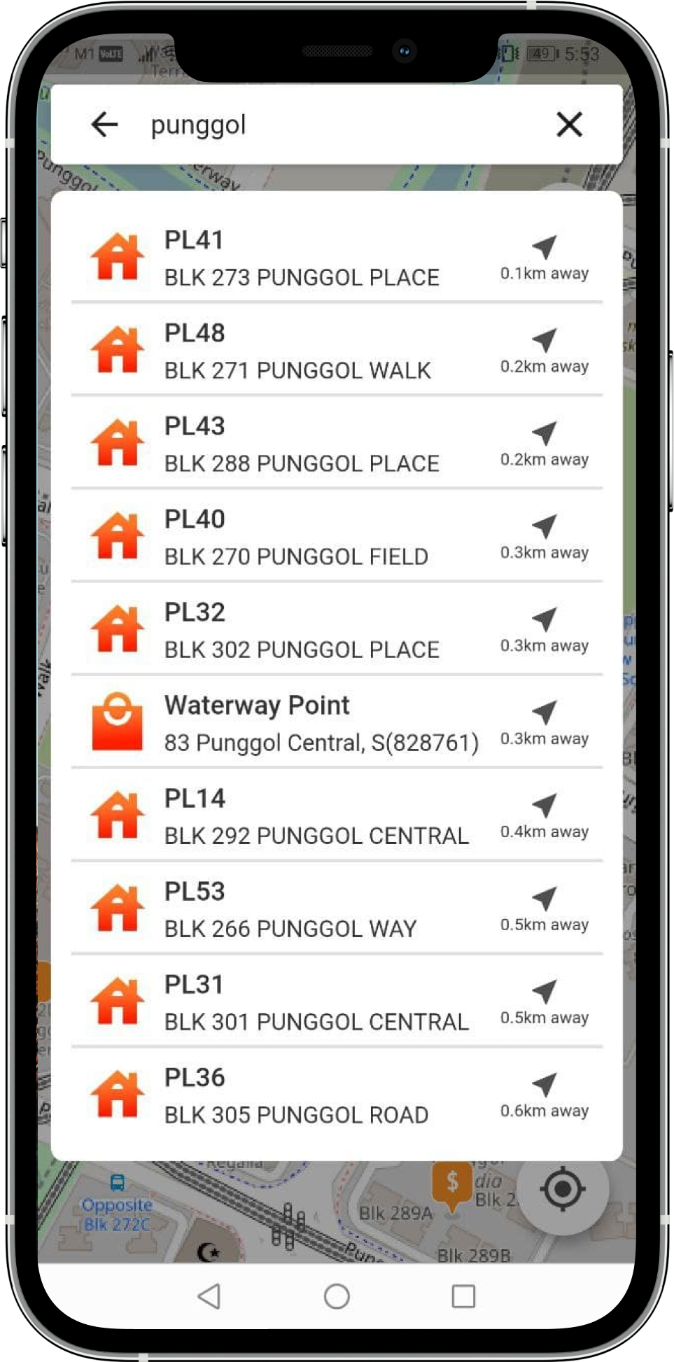 M1 VoLTE 49 5:53
punggol
Punggol
erway
PL41
BLK 273 PUNGGOL PLACE
0.1km away
PL48
BLK 271 PUNGGOL WALK
0.2km away
PL43
BLK 288 PUNGGOL PLACE
0.2km away
PL40
BLK 270 PUNGGOL FIELD
0.3km away
PL32
BLK 302 PUNGGOL PLACE
0.3km away
Waterway Point
83 Punggol Central, S(828761)
0.3km away
PL14
BLK 292 PUNGGOL CENTRAL
0.4km away
PL53
BLK 266 PUNGGOL WAY
0.5km away
PL31
BLK 301 PUNGGOL CENTRAL
0.5km away
PL36
BLK 305 PUNGGOL ROAD
0.6km away
Opposite
Blk 272C
$
dia
Blk 2
Blk 289A
Blk 289B